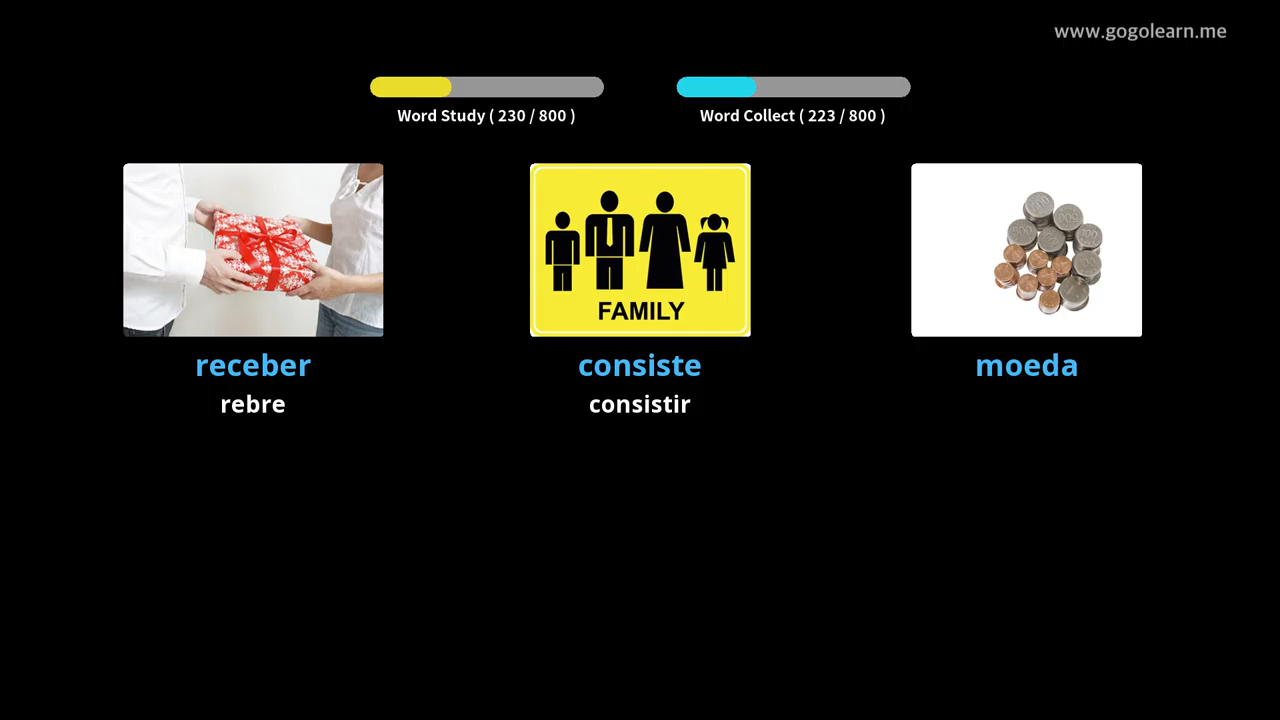 www.gogolearn.me
Word Study ( 230 / 800 )
Word Collect ( 223 / 800 )
FAMILY
receber
consiste
moeda
rebre
consistir